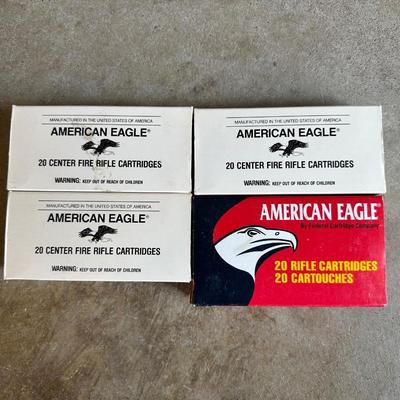 MANUFACTURED IN THE UNITED STATES OF AMERICA
AMERICAN EAGLE®
20 CENTER FIRE RIFLE CARTRIDGES
WARNING: KEEP OUT OF REACH OF CHILDREN
MANUFACTURED IN THE UNITED STATES OF AMERICA
AMERICAN EAGLE®
20 CENTER FIRE RIFLE CARTRIDGES
WARNING: KEEP OUT OF REACH OF CHILDREN
MANUFACTURED IN THE UNITED STATES OF AMERICA
AMERICAN EAGLE®
20 CENTER FIRE RIFLE CARTRIDGES
WARNING: KEEP OUT OF REACH OF CHILDREN
AMERICAN EAGLE
By Federal Cartridge Company
20 RIFLE CARTRIDGES
20 CARTOUCHES